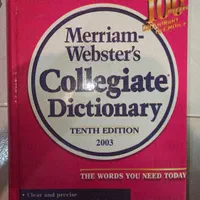 Merriam-
Webster's
Collegiate®
Dictionary
TENTH EDITION
2003
THE WORDS YOU NEED TODAY
• Clear and precise